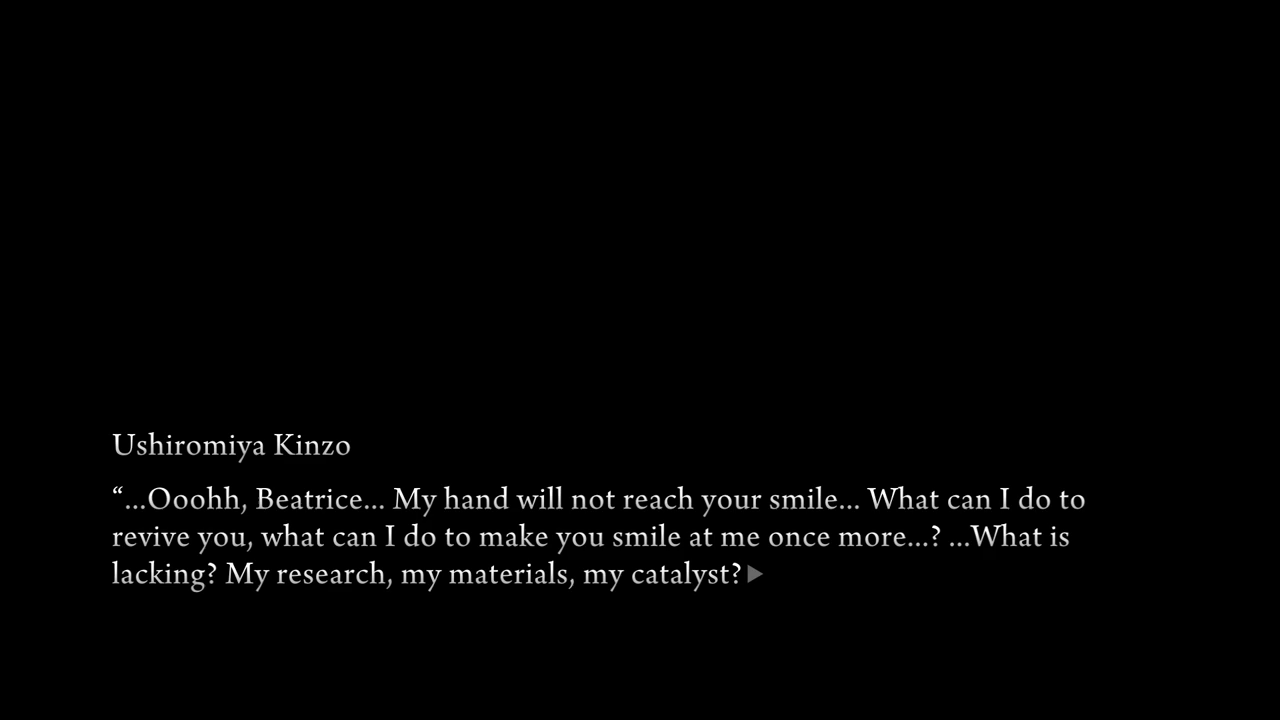 Ushiromiya Kinzo
“...Ooohh, Beatrice... My hand will not reach your smile... What can I do to
revive you, what can I do to make you smile at me once more...? ...What is
lacking? My research, my materials, my catalyst?